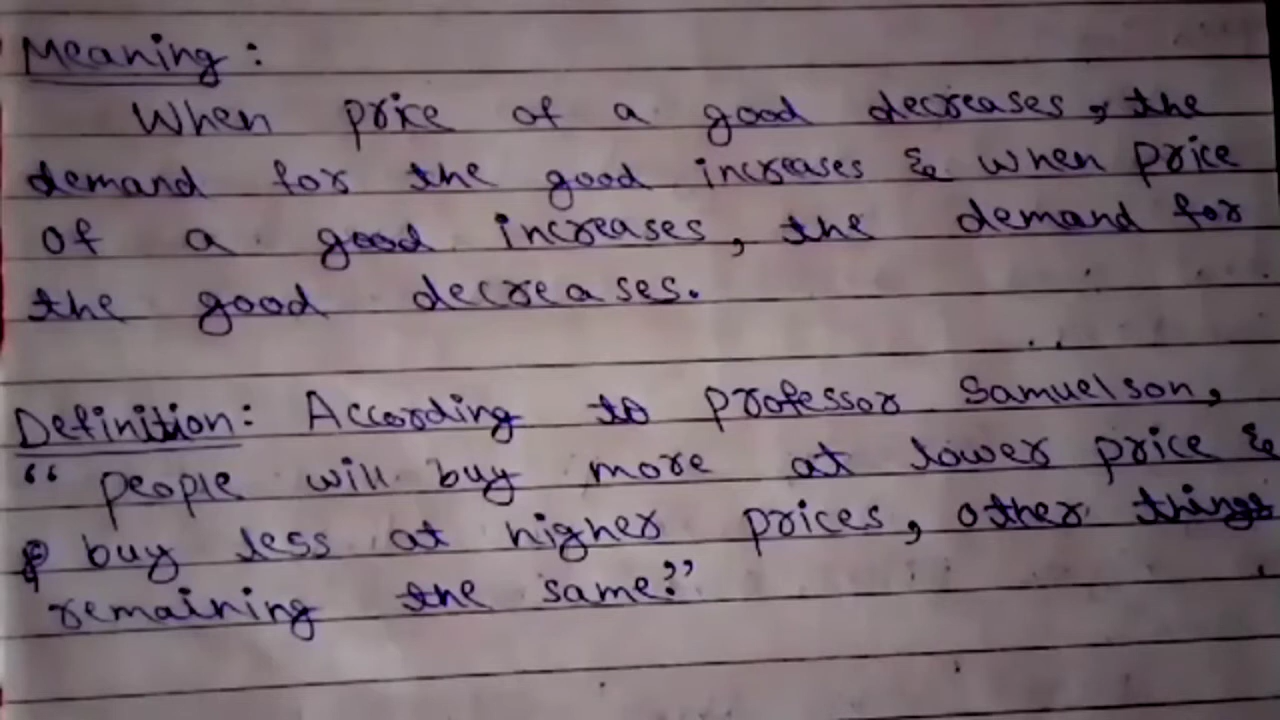 Meaning:
When price of a good decreases, the
demand for the good increases & when price
of a good increases, the demand for
the good decreases.
Definition: According to professor Samuelson,
“ people will buy more at lower price &
buy less at higher prices, other things
remaining the same.”